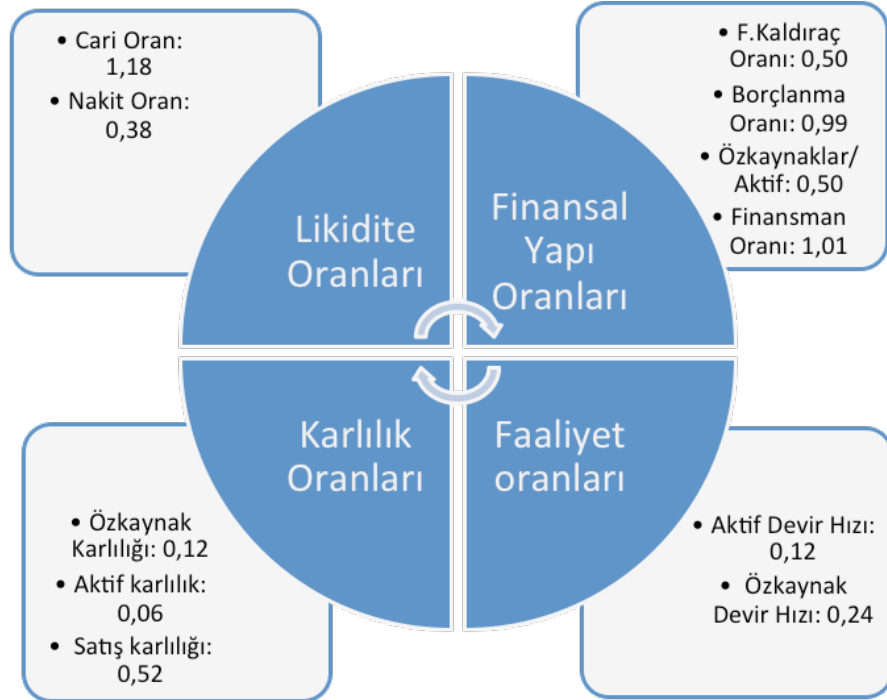 • Cari Oran:
1,18
• Nakit Oran:
0,38
• F.Kaldıraç
Oranı: 0,50
• Borçlanma
Oranı: 0,99
• Özkaynaklar/
Aktif: 0,50
• Finansman
Oranı: 1,01
Likidite
Oranları
Finansal
Yapı
Oranları
Karlılık
Oranları
Faaliyet
oranları
• Özkaynak
Karlılığı: 0,12
• Aktif karlılık:
0,06
• Satış karlılığı:
0,52
• Aktif Devir Hızı:
0,12
• Özkaynak
Devir Hızı: 0,24